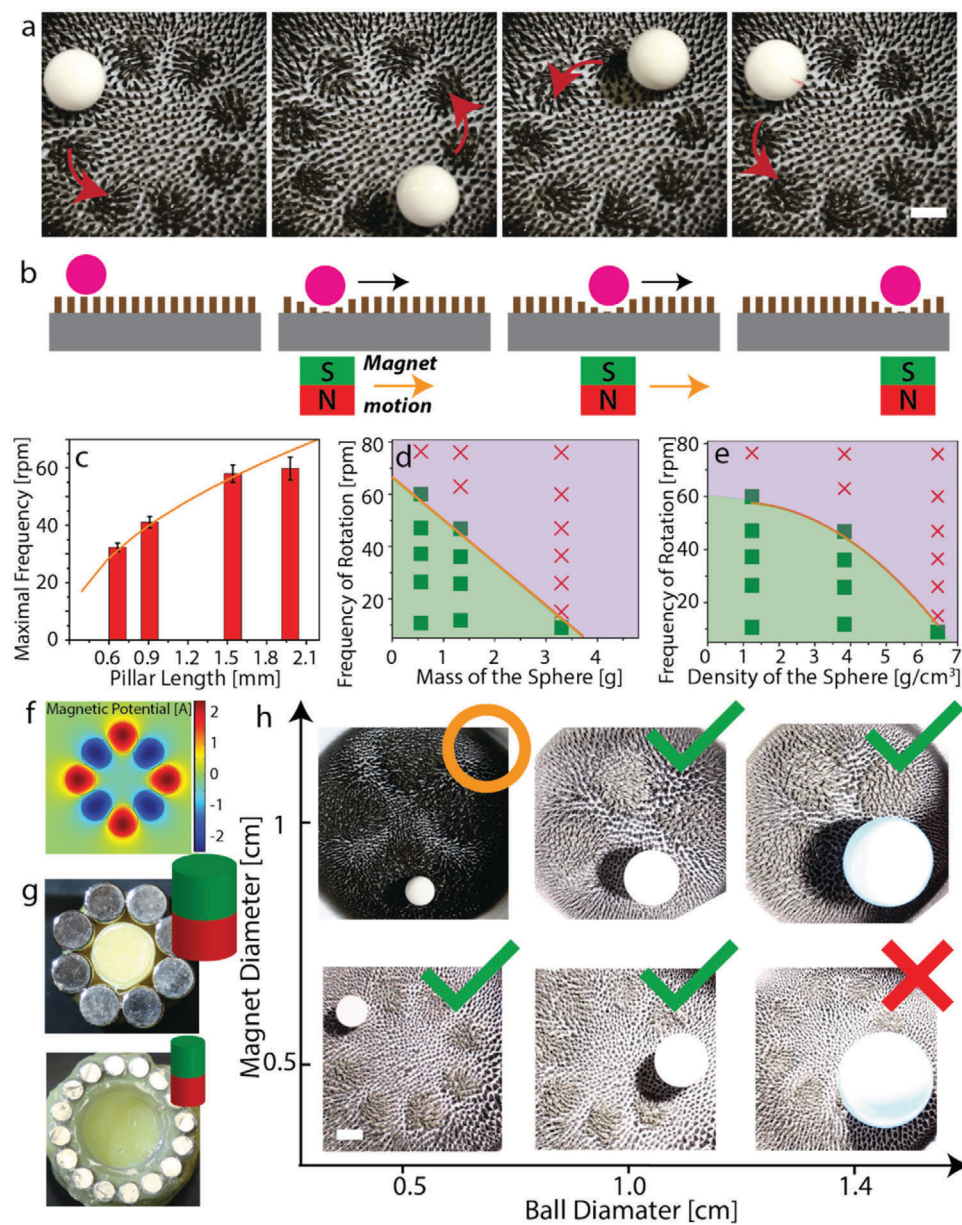 a
b
S
N
Magnet
motion
S
N
S
N
c
Maximal Frequency [rpm]
60
40
20
0
0.6
0.9
1.2
1.5
1.8
2.1
Pillar Length [mm]
d
Frequency of Rotation [rpm]
80
60
40
20
0
2
4
Mass of the Sphere [g]
e
Frequency of Rotation [rpm]
80
60
40
20
0
1
2
3
4
5
6
7
Density of the Sphere [g/cm³]
f
Magnetic Potential [A]
2
1
0
-1
-2
g
h
Magnet Diameter [cm]
1
0.5
0.5
1.0
1.4
Ball Diamater [cm]